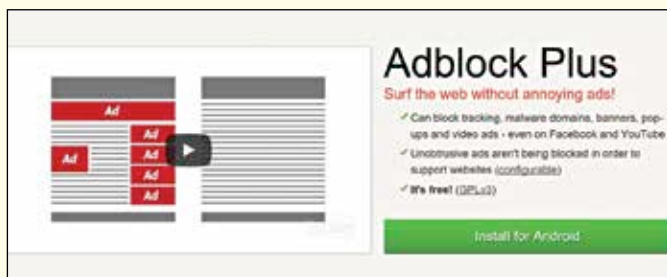 Ad
Ad
Ad
Ad
Ad
Ad
Adblock Plus
Surf the web without annoying ads!
✓ Can block tracking, malware domains, banners, pop-
ups and video ads - even on Facebook and YouTube
✓ Unobtrusive ads aren't being blocked in order to
support websites (configurable)
✓ It's free! (GPLv3)
Install for Android